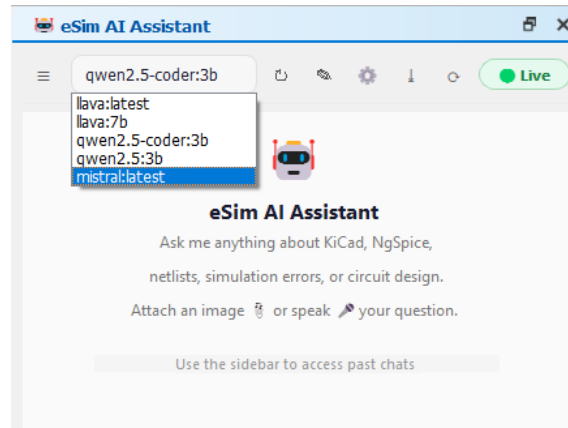 eSim AI Assistant
qwen2.5-coder:3b
Live
llava:latest
llava:7b
qwen2.5-coder:3b
qwen2.5:3b
mistral:latest
eSim AI Assistant
Ask me anything about KiCad, NgSpice,
netlists, simulation errors, or circuit design.
Attach an image or speak your question.
Use the sidebar to access past chats